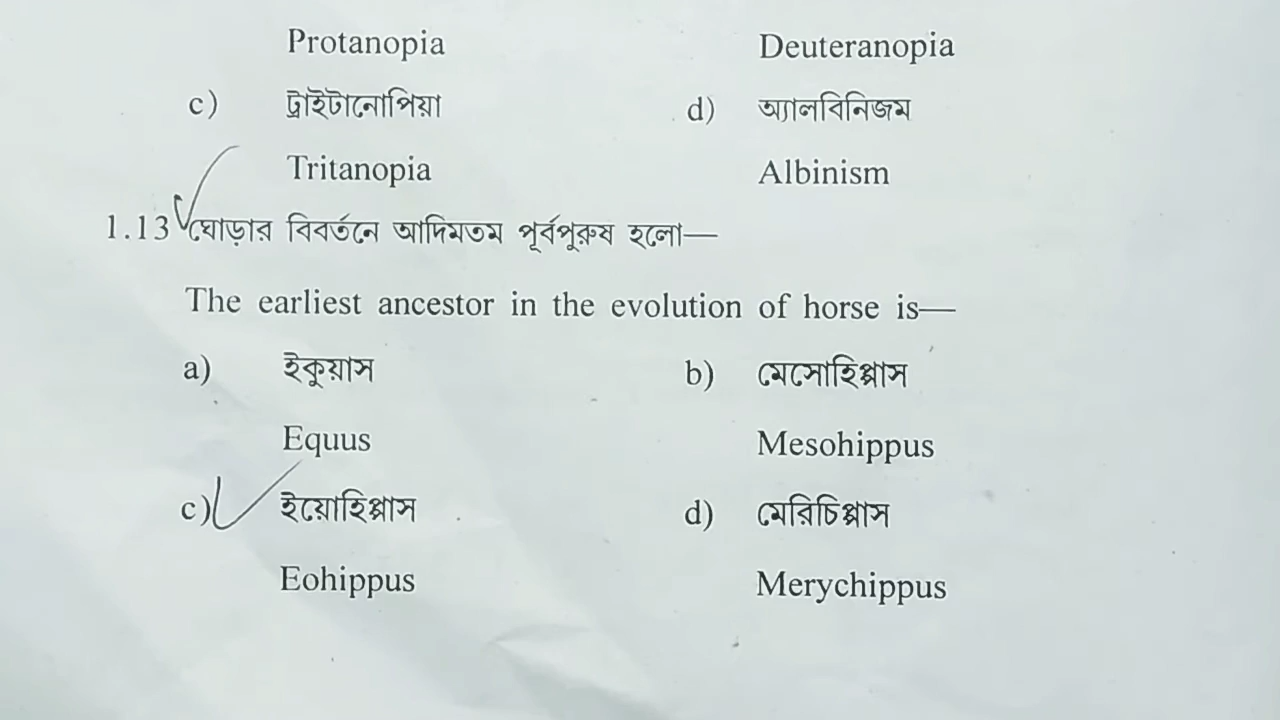 Protanopia Deuteranopia
c) ট্রাইটানোপিয়া d) অ্যালবিনিজম
Tritanopia Albinism
1.13 ঘোড়ার বিবর্তনে আদিমতম পূর্বপুরুষ হলো—
The earliest ancestor in the evolution of horse is—
a) ইকুয়াস b) মেসোহিপ্পাস
Equus Mesohippus
c) ইয়োহিপ্পাস d) মেরিচিপ্পাস
Eohippus Merychippus